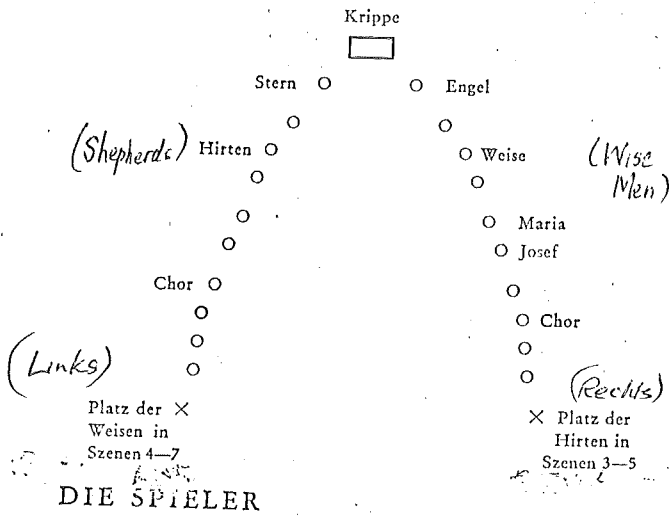 Krippe
Stern
Engel
(Shepherds)
Hirten
Weise
(Wise
Men)
Maria
Josef
Chor
Chor
(Links)
(Rechts)
Platz der ×
Weisen in
Szenen 4—7
× Platz der
Hirten in
Szenen 3—5
DIE SPIELER